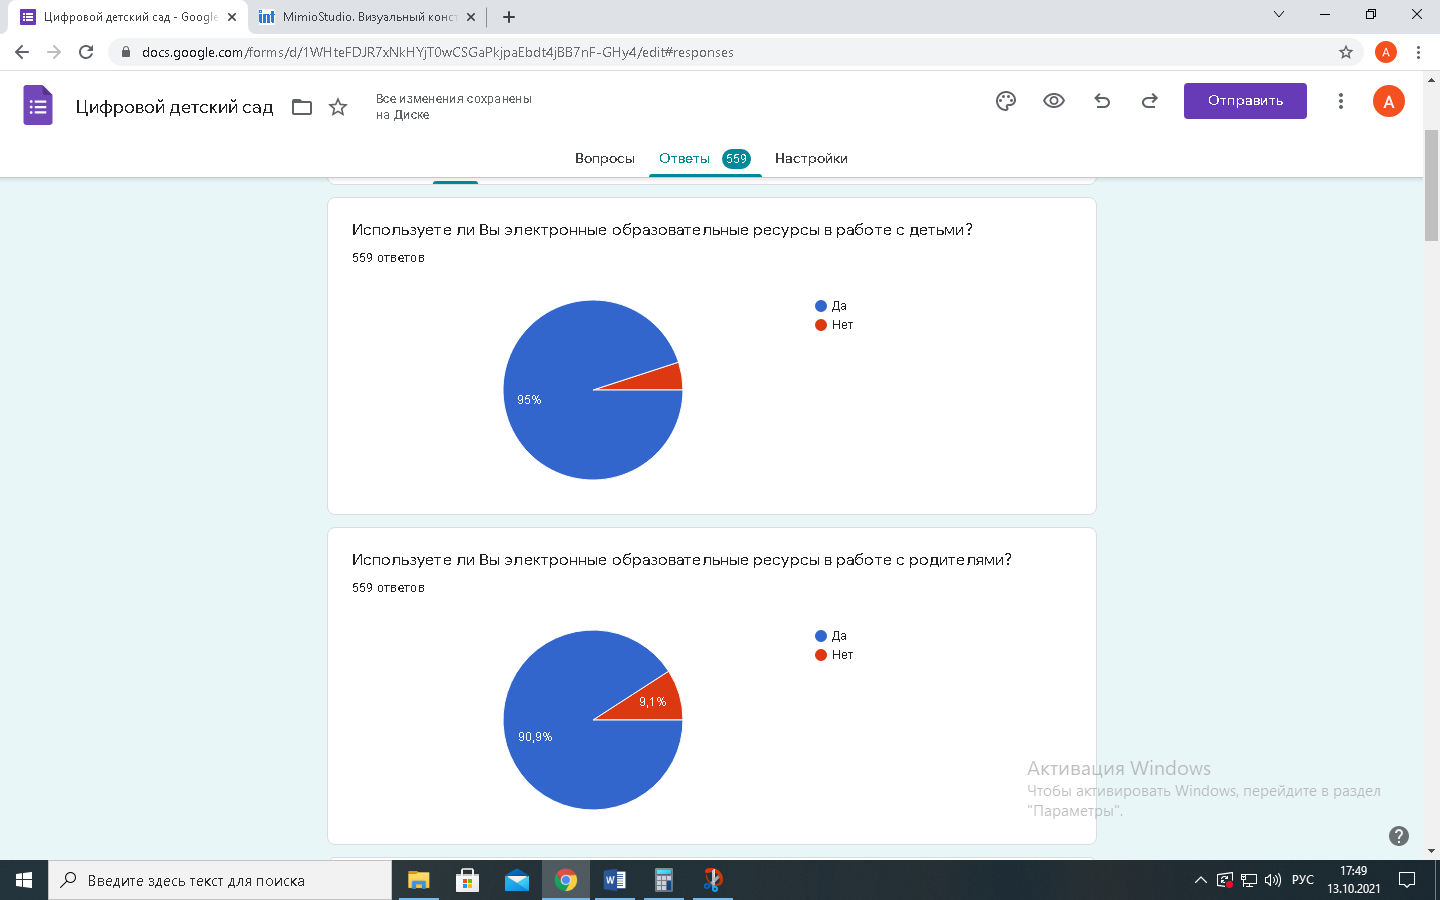 Цифровой детский сад - Google
MimioStudio. Визуальный конст
docs.google.com/forms/d/1WHteFDJR7xNkHYjT0wCSGaPkjpaEbdt4jBB7nF-GHy4/edit#responses
A
Цифровой детский сад
Все изменения сохранены
на Диске
Отправить
A
Вопросы
Ответы 559
Настройки
Используете ли Вы электронные образовательные ресурсы в работе с детьми?
559 ответов
Да
Нет
95%
Используете ли Вы электронные образовательные ресурсы в работе с родителями?
559 ответов
Да
Нет
9,1%
90,9%
Активация Windows
Чтобы активировать Windows, перейдите в раздел
"Параметры".
Введите здесь текст для поиска
РУС
17:49
13.10.2021